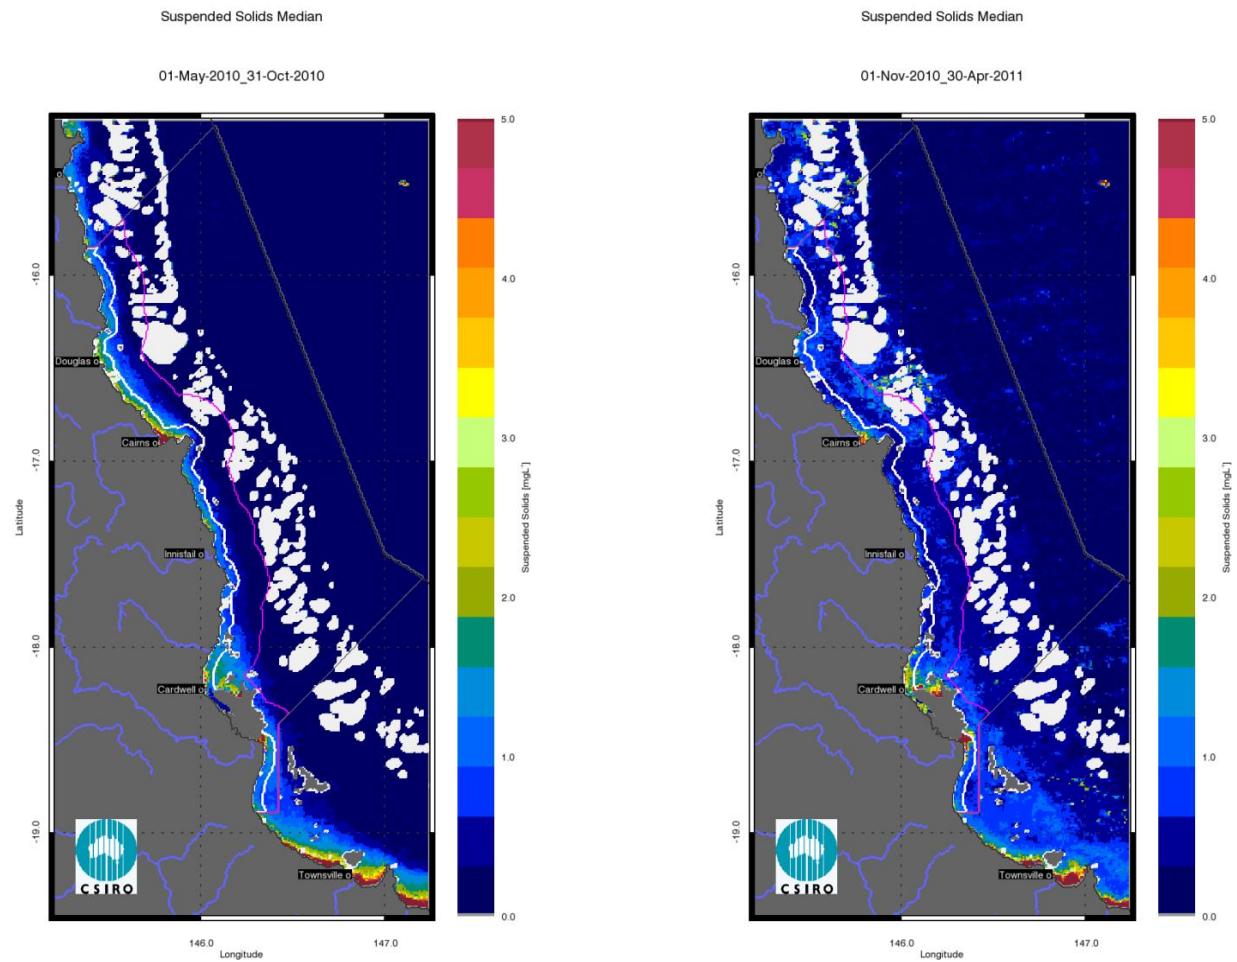 Suspended Solids Median
01-May-2010_31-Oct-2010
-16.0
-17.0
-18.0
-19.0
Latitude
Douglas o
Cairns o
Innisfail o
Cardwell o
Townsville o
CSIRO
146.0
147.0
Longitude
5.0
4.0
3.0
2.0
1.0
0.0
Suspended Solids [mgL⁻]
Suspended Solids Median
01-Nov-2010_30-Apr-2011
-16.0
-17.0
-18.0
-19.0
Latitude
Douglas o
Cairns o
Innisfail o
Cardwell o
Townsville o
CSIRO
146.0
147.0
Longitude
5.0
4.0
3.0
2.0
1.0
0.0
Suspended Solids [mgL⁻]